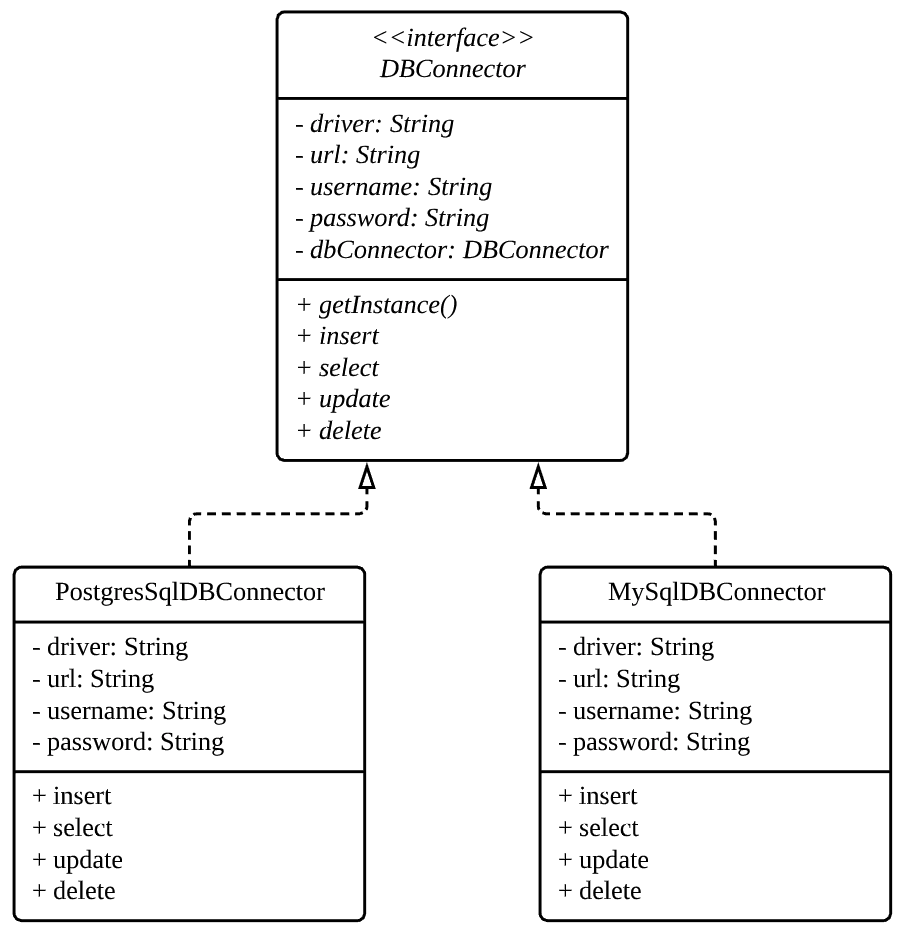 <<interface>>
DBConnector
- driver: String
- url: String
- username: String
- password: String
- dbConnector: DBConnector
+ getInstance()
+ insert
+ select
+ update
+ delete
PostgresSqlDBConnector
- driver: String
- url: String
- username: String
- password: String
+ insert
+ select
+ update
+ delete
MySqlDBConnector
- driver: String
- url: String
- username: String
- password: String
+ insert
+ select
+ update
+ delete